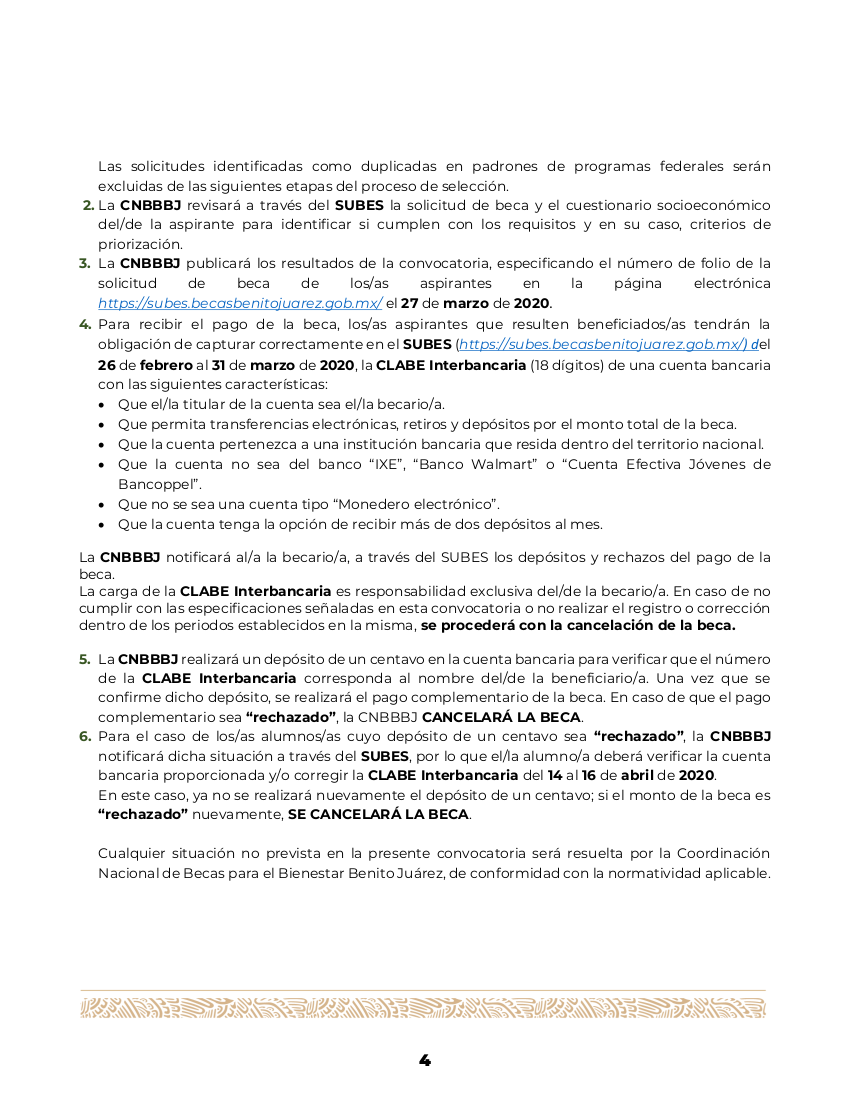 Las solicitudes identificadas como duplicadas en padrones de programas federales serán
excluidas de las siguientes etapas del proceso de selección.
2. La CNBBBJ revisará a través del SUBES la solicitud de beca y el cuestionario socioeconómico
del/de la aspirante para identificar si cumplen con los requisitos y en su caso, criterios de
priorización.
3. La CNBBBJ publicará los resultados de la convocatoria, especificando el número de folio de la
solicitud de beca de los/as aspirantes en la página electrónica
https://subes.becasbenitojuarez.gob.mx/ el 27 de marzo de 2020.
4. Para recibir el pago de la beca, los/as aspirantes que resulten beneficiados/as tendrán la
obligación de capturar correctamente en el SUBES (https://subes.becasbenitojuarez.gob.mx/) del
26 de febrero al 31 de marzo de 2020, la CLABE Interbancaria (18 dígitos) de una cuenta bancaria
con las siguientes características:
• Que el/la titular de la cuenta sea el/la becario/a.
• Que permita transferencias electrónicas, retiros y depósitos por el monto total de la beca.
• Que la cuenta pertenezca a una institución bancaria que resida dentro del territorio nacional.
• Que la cuenta no sea del banco “IXE”, “Banco Walmart” o “Cuenta Efectiva Jóvenes de
Bancoppel”.
• Que no se sea una cuenta tipo “Monedero electrónico”.
• Que la cuenta tenga la opción de recibir más de dos depósitos al mes.
La CNBBBJ notificará al/a la becario/a, a través del SUBES los depósitos y rechazos del pago de la
beca.
La carga de la CLABE Interbancaria es responsabilidad exclusiva del/de la becario/a. En caso de no
cumplir con las especificaciones señaladas en esta convocatoria o no realizar el registro o corrección
dentro de los periodos establecidos en la misma, se procederá con la cancelación de la beca.
5. La CNBBBJ realizará un depósito de un centavo en la cuenta bancaria para verificar que el número
de la CLABE Interbancaria corresponda al nombre del/de la beneficiario/a. Una vez que se
confirme dicho depósito, se realizará el pago complementario de la beca. En caso de que el pago
complementario sea “rechazado”, la CNBBBJ CANCELARÁ LA BECA.
6. Para el caso de los/as alumnos/as cuyo depósito de un centavo sea “rechazado”, la CNBBBJ
notificará dicha situación a través del SUBES, por lo que el/la alumno/a deberá verificar la cuenta
bancaria proporcionada y/o corregir la CLABE Interbancaria del 14 al 16 de abril de 2020.
En este caso, ya no se realizará nuevamente el depósito de un centavo; si el monto de la beca es
“rechazado” nuevamente, SE CANCELARÁ LA BECA.
Cualquier situación no prevista en la presente convocatoria será resuelta por la Coordinación
Nacional de Becas para el Bienestar Benito Juárez, de conformidad con la normatividad aplicable.
4